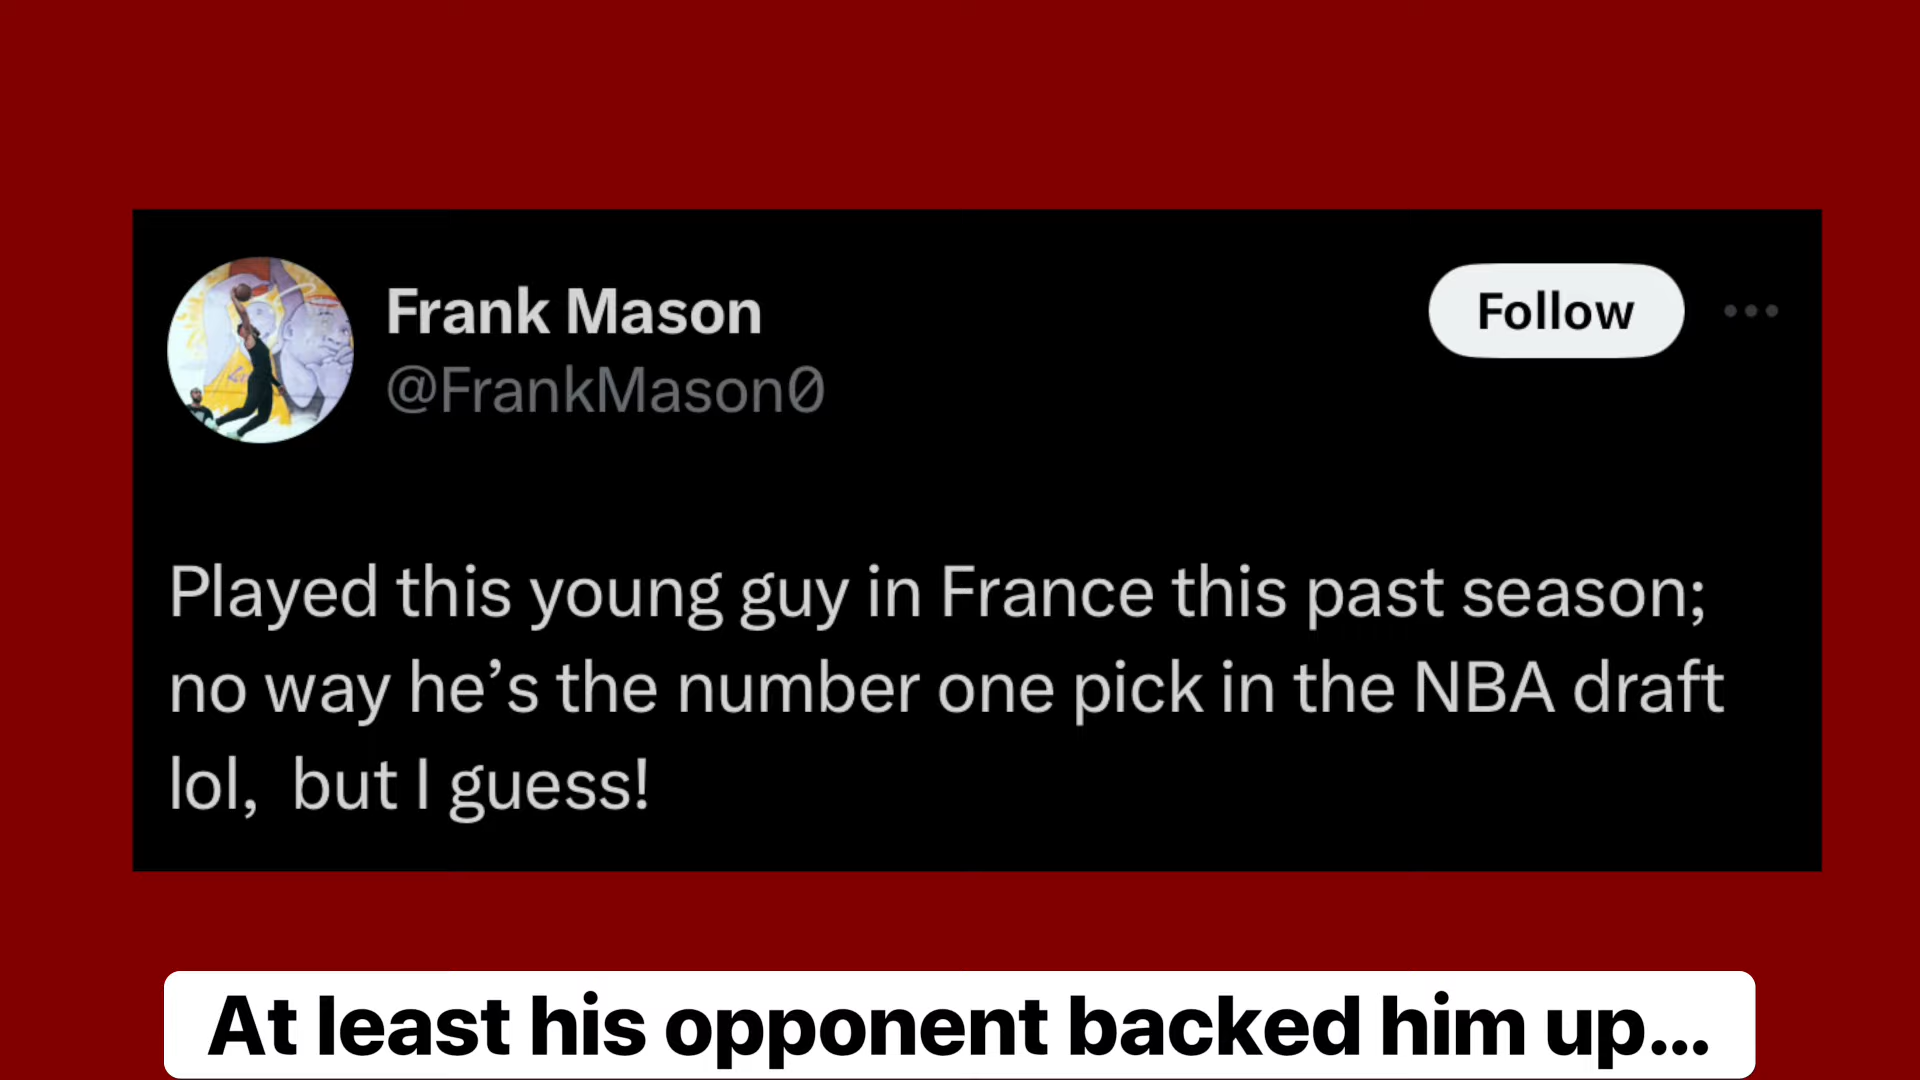 Frank Mason
Follow
@FrankMason0
Played this young guy in France this past season;
no way he’s the number one pick in the NBA draft
lol,  but I guess!
At least his opponent backed him up...